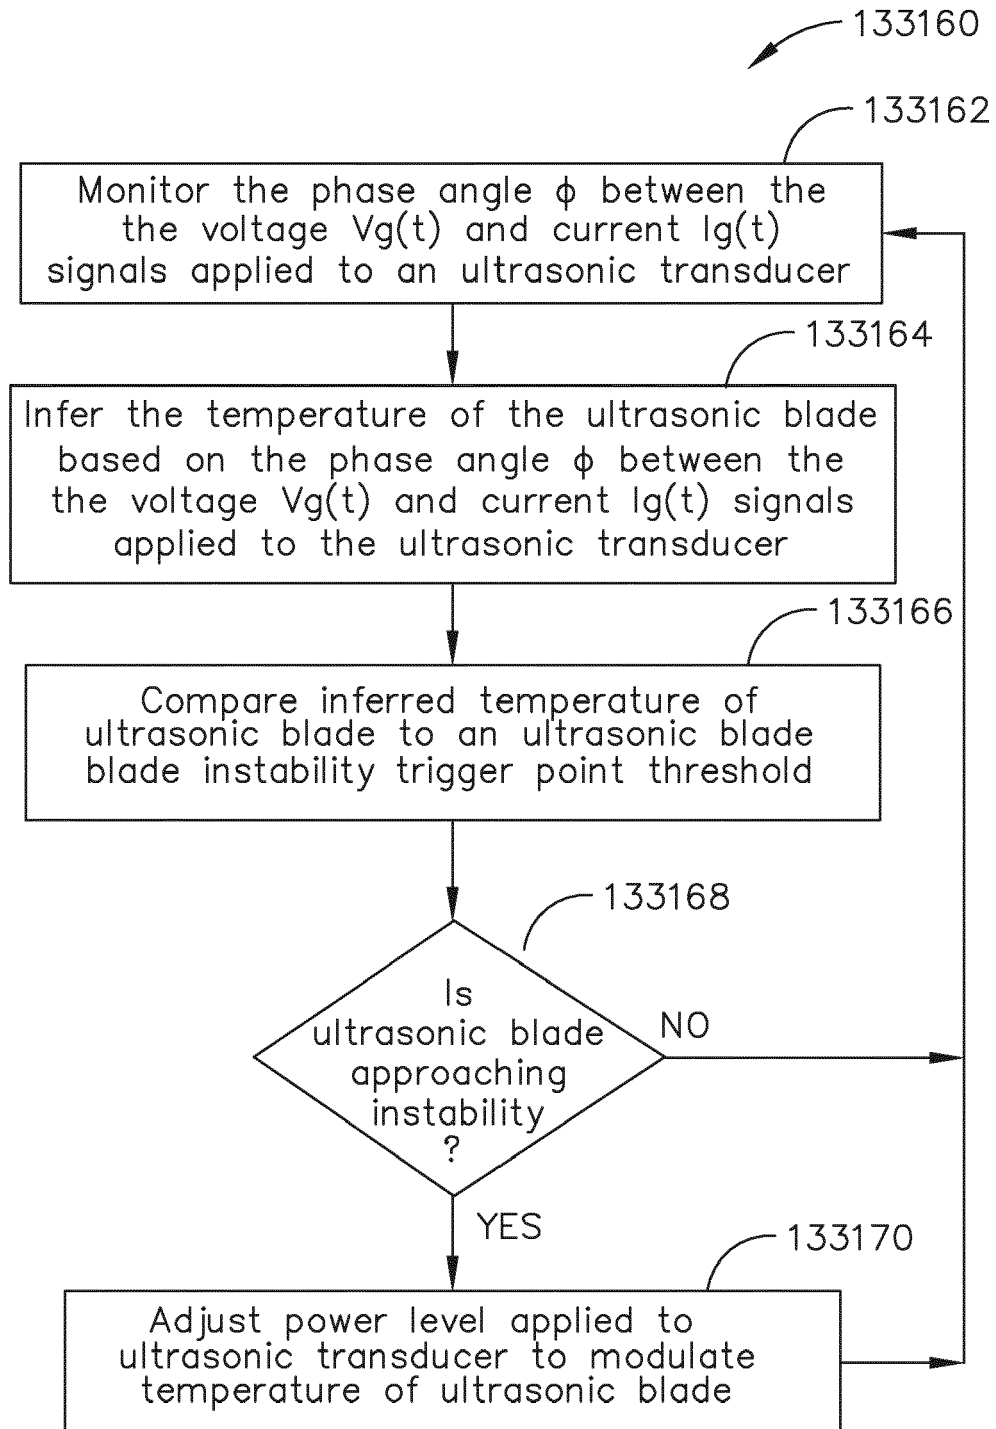 133160
133162
Monitor the phase angle ϕ between the
the voltage Vg(t) and current Ig(t)
signals applied to an ultrasonic transducer
133164
Infer the temperature of the ultrasonic blade
based on the phase angle ϕ between the
the voltage Vg(t) and current Ig(t) signals
applied to the ultrasonic transducer
133166
Compare inferred temperature of
ultrasonic blade to an ultrasonic blade
blade instability trigger point threshold
133168
Is
ultrasonic blade
approaching
instability
?
NO
YES
133170
Adjust power level applied to
ultrasonic transducer to modulate
temperature of ultrasonic blade